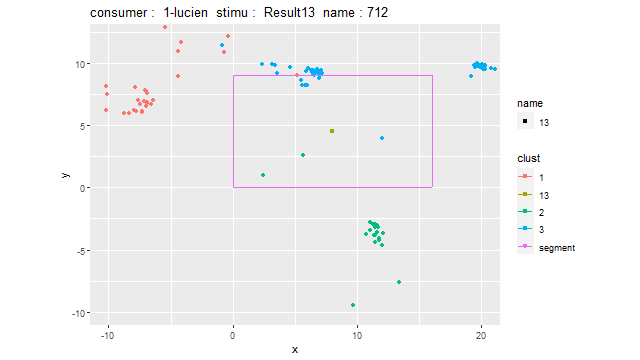 consumer : 1-lucien stimu : Result13 name : 712
10
5
0
-5
-10
y
-10
0
10
20
x
name
13
clust
1
13
2
3
segment